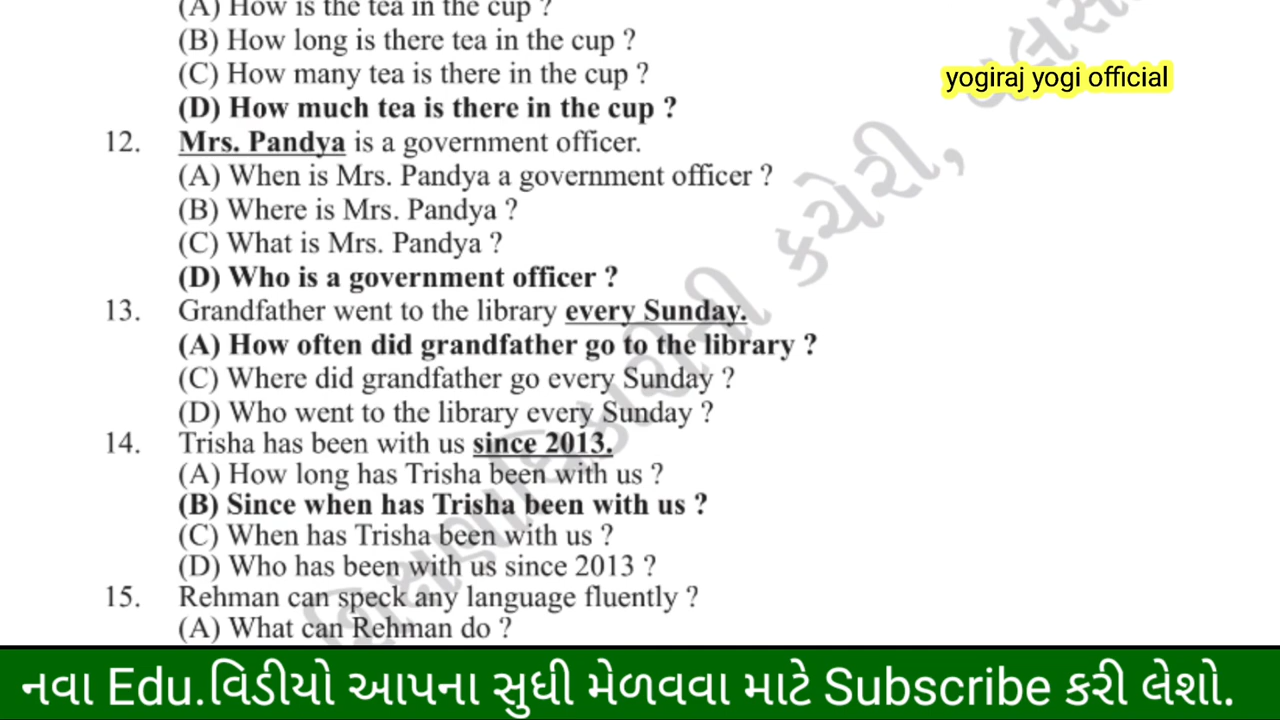 (A) How is the tea in the cup ?
(B) How long is there tea in the cup ?
(C) How many tea is there in the cup ?
yogiraj yogi official
(D) How much tea is there in the cup ?
12. Mrs. Pandya is a government officer.
(A) When is Mrs. Pandya a government officer ?
(B) Where is Mrs. Pandya ?
(C) What is Mrs. Pandya ?
(D) Who is a government officer ?
13. Grandfather went to the library every Sunday.
(A) How often did grandfather go to the library ?
(C) Where did grandfather go every Sunday ?
(D) Who went to the library every Sunday ?
14. Trisha has been with us since 2013.
(A) How long has Trisha been with us ?
(B) Since when has Trisha been with us ?
(C) When has Trisha been with us ?
(D) Who has been with us since 2013 ?
15. Rehman can speck any language fluently ?
(A) What can Rehman do ?
શિક્ષણાધિકારીની કચેરી,
નવા Edu.વિડીયો આપના સુધી મેળવવા માટે Subscribe કરી લેશો.